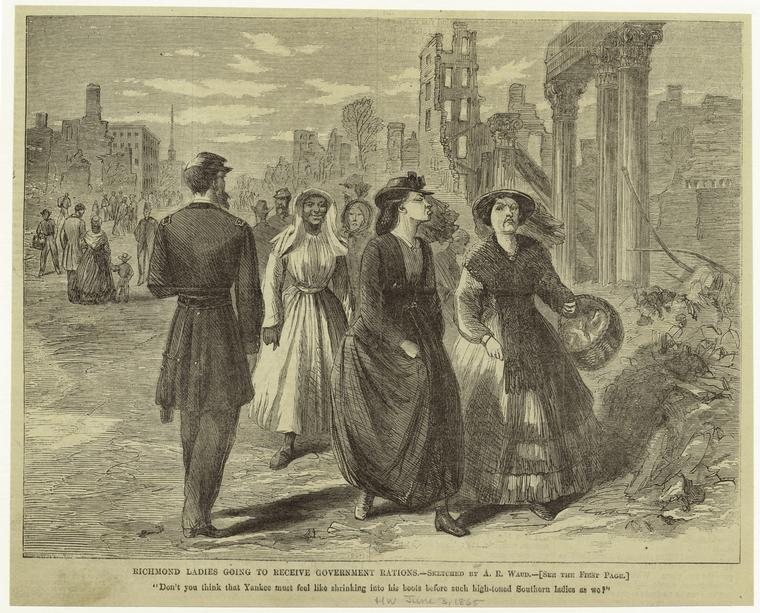 RICHMOND LADIES GOING TO RECEIVE GOVERNMENT RATIONS.—SKETCHED BY A. R. WAUD.—[SEE THE FIRST PAGE.]
"Don't you think that Yankee must feel like shrinking into his boots before such high-toned Southern ladies as we?"
HW June 3, 1865